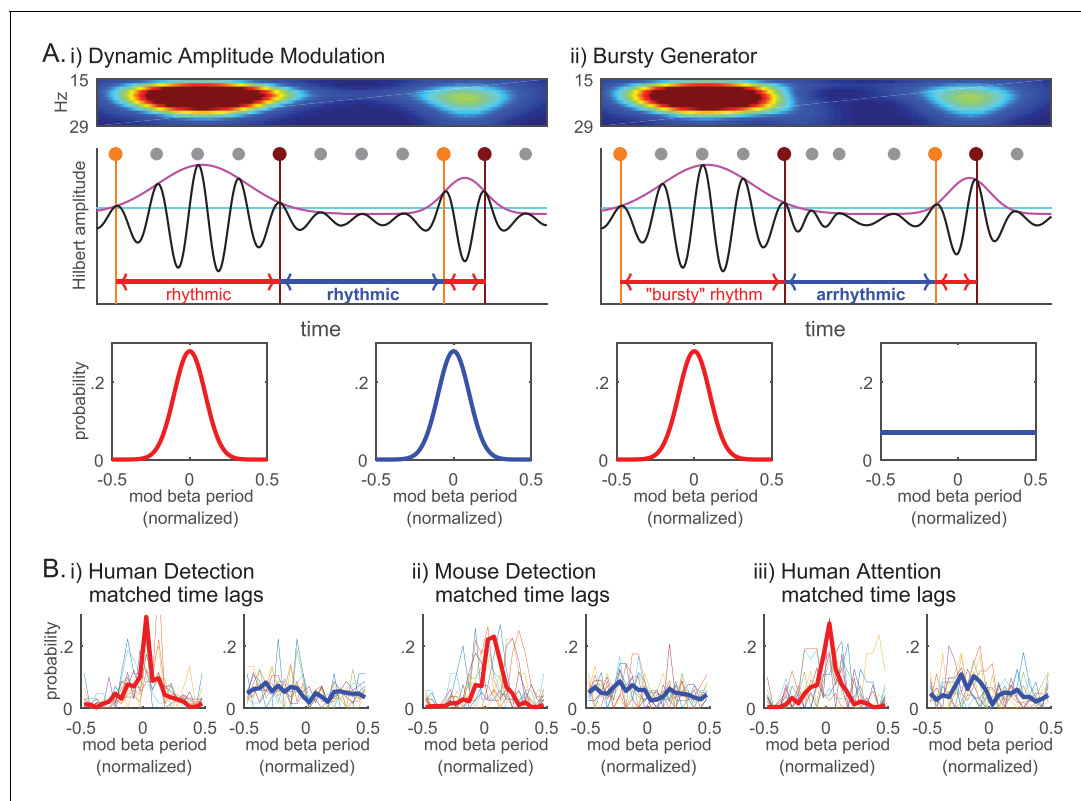 A. i) Dynamic Amplitude Modulation
ii) Bursty Generator
15
Hz
29
15
29
Hilbert amplitude
rhythmic
rhythmic
"bursty" rhythm
arrhythmic
time
time
probability
.2
0
-0.5 0 0.5
mod beta period
(normalized)
.2
0
-0.5 0 0.5
mod beta period
(normalized)
.2
0
-0.5 0 0.5
mod beta period
(normalized)
.2
0
-0.5 0 0.5
mod beta period
(normalized)
B. i) Human Detection
matched time lags
ii) Mouse Detection
matched time lags
iii) Human Attention
matched time lags
probability
.2
0
-0.5 0 0.5
.2
0
-0.5 0 0.5
mod beta period
(normalized)
mod beta period
(normalized)
.2
0
-0.5 0 0.5
.2
0
-0.5 0 0.5
mod beta period
(normalized)
mod beta period
(normalized)
.2
0
-0.5 0 0.5
.2
0
-0.5 0 0.5
mod beta period
(normalized)
mod beta period
(normalized)